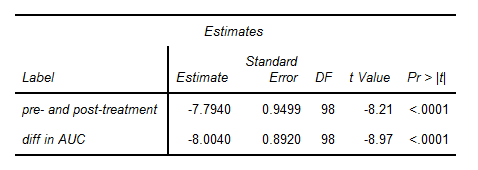 Estimates
Label Estimate Standard Error DF t Value Pr > |t|
pre- and post-treatment -7.7940 0.9499 98 -8.21 <.0001
diff in AUC -8.0040 0.8920 98 -8.97 <.0001